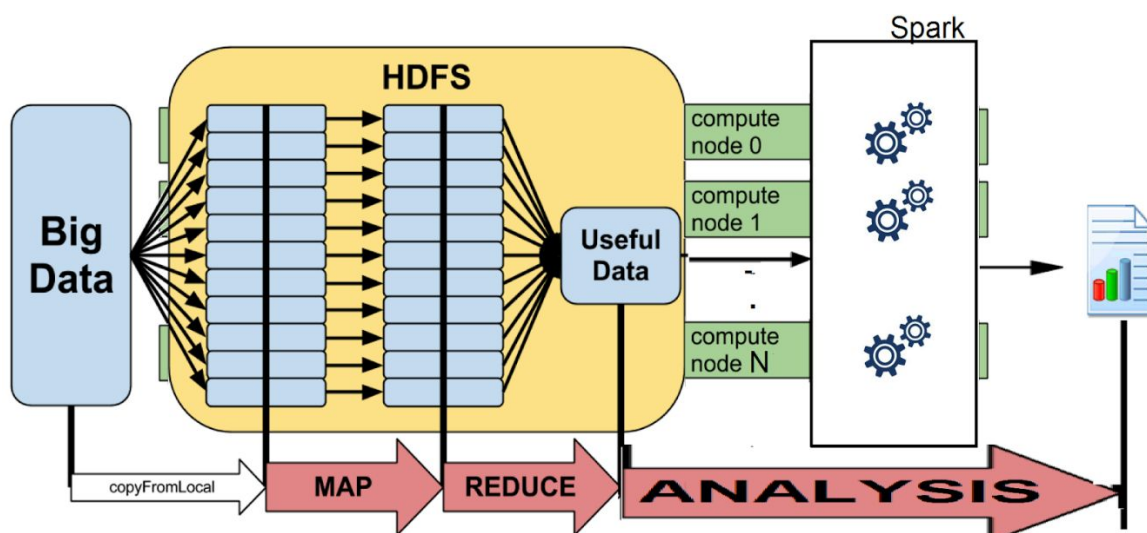 Spark
HDFS
Big
Data
Useful
Data
compute
node 0
compute
node 1
compute
node N
copyFromLocal
MAP
REDUCE
ANALYSIS